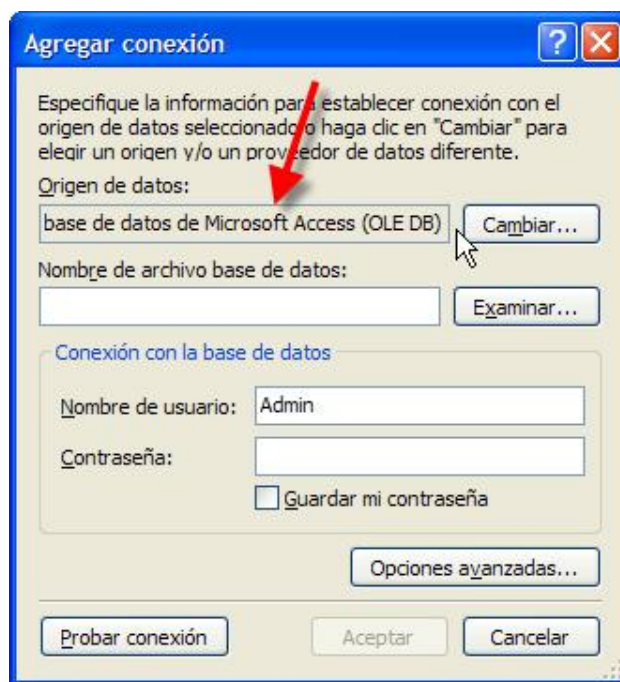 Agregar conexión
Especifique la información para establecer conexión con el
origen de datos seleccionado o haga clic en "Cambiar" para
elegir un origen y/o un proveedor de datos diferente.
Origen de datos:
base de datos de Microsoft Access (OLE DB) Cambiar...
Nombre de archivo base de datos:
Examinar...
Conexión con la base de datos
Nombre de usuario: Admin
Contraseña:
Guardar mi contraseña
Opciones avanzadas...
Probar conexión Aceptar Cancelar